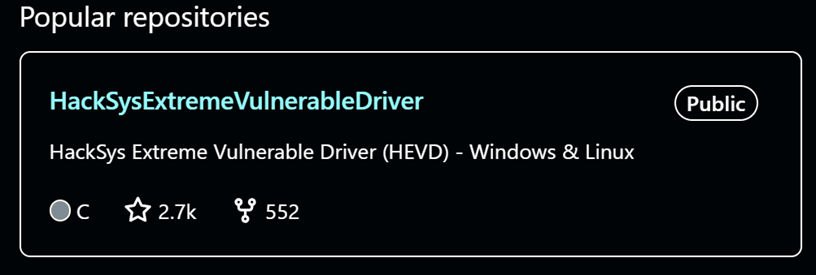 Popular repositories
HackSysExtremeVulnerableDriver Public
HackSys Extreme Vulnerable Driver (HEVD) - Windows & Linux
C 2.7k 552